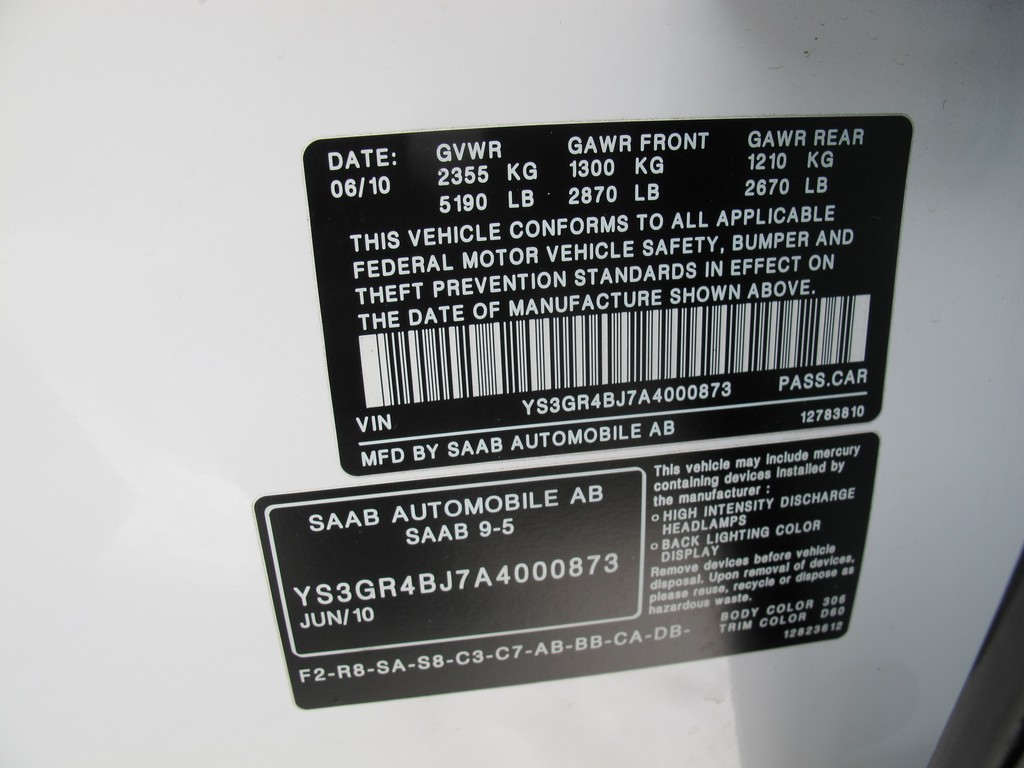 DATE: GVWR GAWR FRONT GAWR REAR
06/10 2355 KG 1300 KG 1210 KG
5190 LB 2870 LB 2670 LB
THIS VEHICLE CONFORMS TO ALL APPLICABLE
FEDERAL MOTOR VEHICLE SAFETY, BUMPER AND
THEFT PREVENTION STANDARDS IN EFFECT ON
THE DATE OF MANUFACTURE SHOWN ABOVE.
VIN YS3GR4BJ7A4000873 PASS.CAR
MFD BY SAAB AUTOMOBILE AB 12783810
SAAB AUTOMOBILE AB
SAAB 9-5
YS3GR4BJ7A4000873
JUN/10
This vehicle may include mercury
containing devices installed by
the manufacturer :
o HIGH INTENSITY DISCHARGE
HEADLAMPS
o BACK LIGHTING COLOR
DISPLAY
Remove devices before vehicle
disposal. Upon removal of devices,
please reuse, recycle or dispose as
hazardous waste.
BODY COLOR 306
TRIM COLOR D60
F2-R8-SA-S8-C3-C7-AB-BB-CA-DB-
12823612